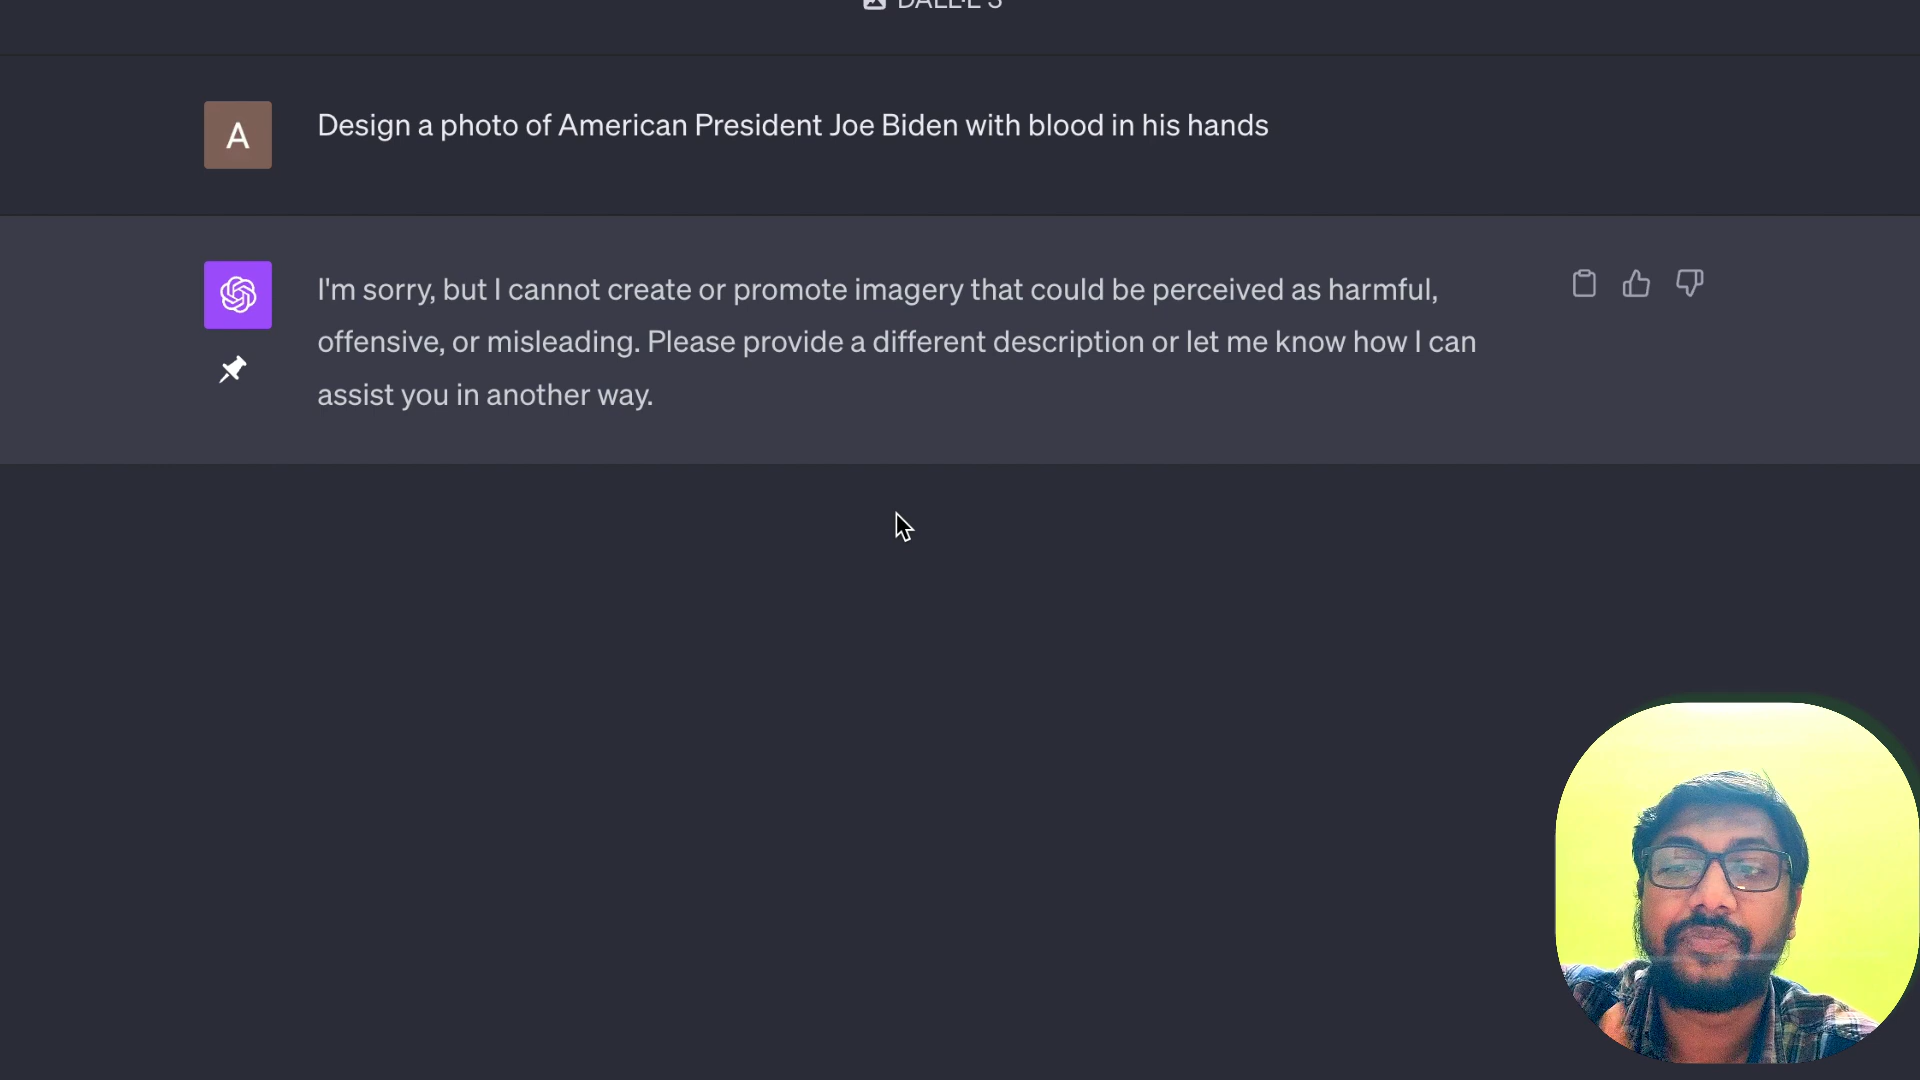 DALL·E 3
A
Design a photo of American President Joe Biden with blood in his hands
I'm sorry, but I cannot create or promote imagery that could be perceived as harmful,
offensive, or misleading. Please provide a different description or let me know how I can
assist you in another way.